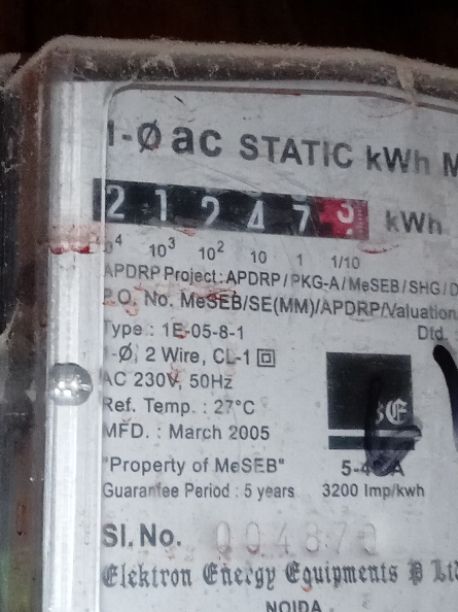 1-Ø ac STATIC kWh M
2 1 2 4 7 3 kWh
10⁴ 10³ 10² 10 1 1/10
APDRP Project : APDRP / PKG-A / MeSEB / SHG / D
P.O. No. MeSEB/SE(MM)/APDRP/Valuation
Dtd.
Type : 1E-05-8-1
1-Ø, 2 Wire, CL-1
AC 230V, 50Hz
Ref. Temp. : 27°C
MFD. : March 2005
"Property of MeSEB"
Guarantee Period : 5 years
3200 Imp/kwh
Sl. No.
Elektron Energy Equipments P Ltd
NOIDA